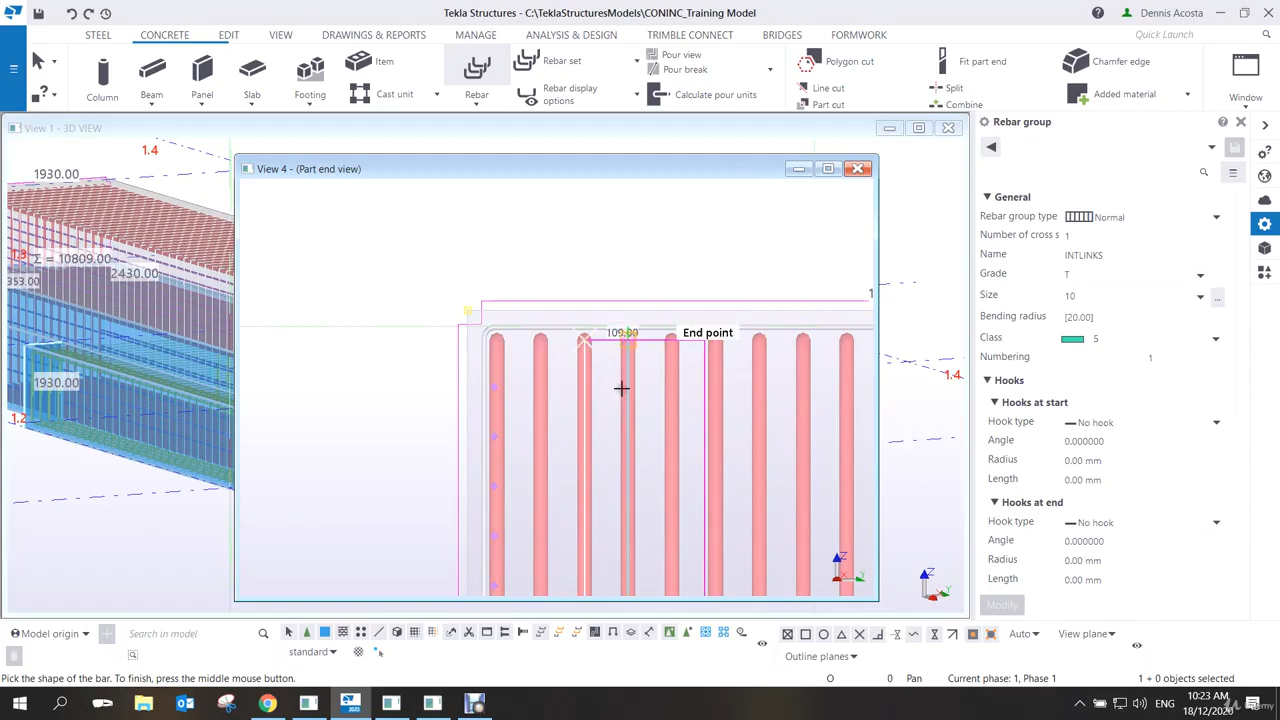 Tekla Structures - C:\TeklaStructuresModels\CONINC_Training Model
Dennis Acosta
STEEL CONCRETE EDIT VIEW DRAWINGS & REPORTS MANAGE ANALYSIS & DESIGN TRIMBLE CONNECT BRIDGES FORMWORK Quick Launch
Item Rebar set Pour view Polygon cut Fit part end Chamfer edge
Pour break
Line cut Split
Column Beam Panel Slab Footing Cast unit Rebar Rebar display options Calculate pour units Added material Window
Part cut Combine
View 1 - 3D VIEW
Rebar group
1.4
View 4 - (Part end view)
1930.00
General
Rebar group type Normal
Number of cross s 1
1.3
Σ = 10809.00
Name INTLINKS
2430.00
353.00
Grade T
Size 10 ...
Bending radius [20.00]
109.00 End point
Class 5
Numbering 1
1930.00
1.4
Hooks
Hooks at start
1.2
Hook type No hook
Angle 0.000000
Radius 0.00 mm
Length 0.00 mm
Hooks at end
Hook type No hook
Angle 0.000000
Z
Y
Z
Radius 0.00 mm
Length 0.00 mm
Modify
Model origin Search in model Auto View plane
standard Outline planes
Pick the shape of the bar. To finish, press the middle mouse button. O 0 Pan Current phase: 1, Phase 1 1 + 0 objects selected
ENG 10:23 AM
18/12/2020